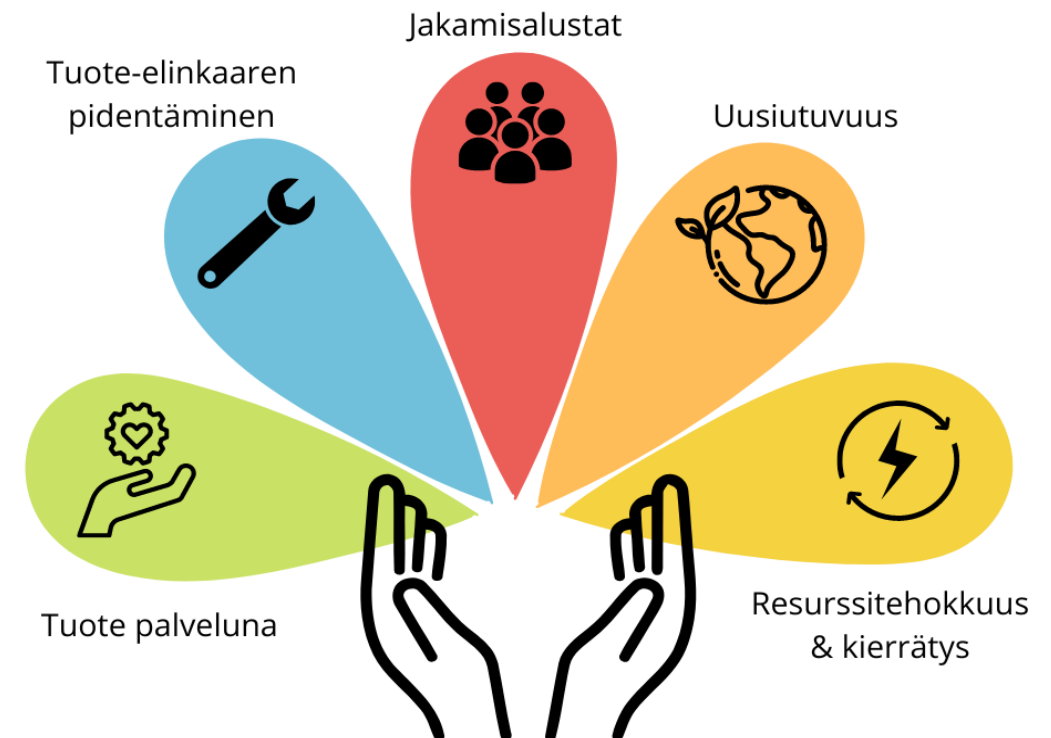 Jakamisalustat
Tuote-elinkaaren
pidentäminen
Uusiutuvuus
Tuote palveluna
Resurssitehokkuus
& kierrätys